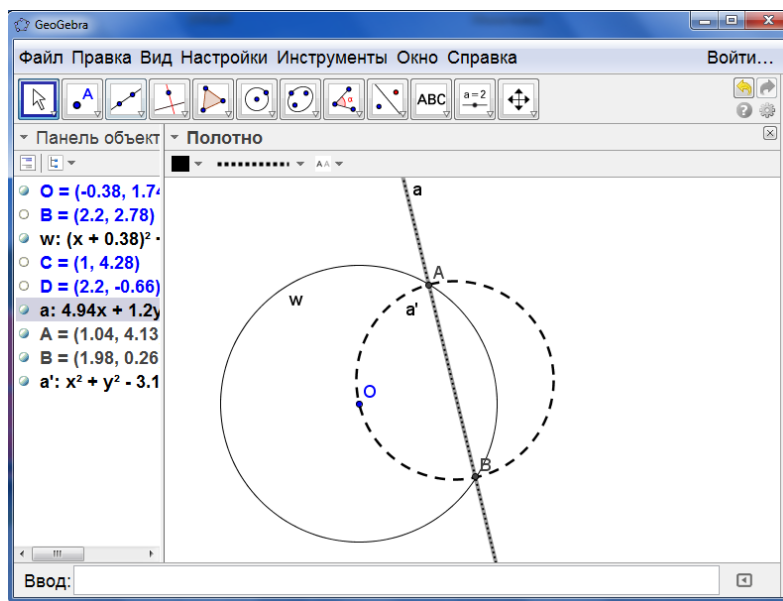 GeoGebra
Файл Правка Вид Настройки Инструменты Окно Справка Войти...
A ABC a = 2
Панель объект Полотно
AA
O = (-0.38, 1.74
B = (2.2, 2.78)
w: (x + 0.38)² -
C = (1, 4.28)
D = (2.2, -0.66)
a: 4.94x + 1.2y
A = (1.04, 4.13
B = (1.98, 0.26
a': x² + y² - 3.1
a
A
w
a'
O
B
Ввод: